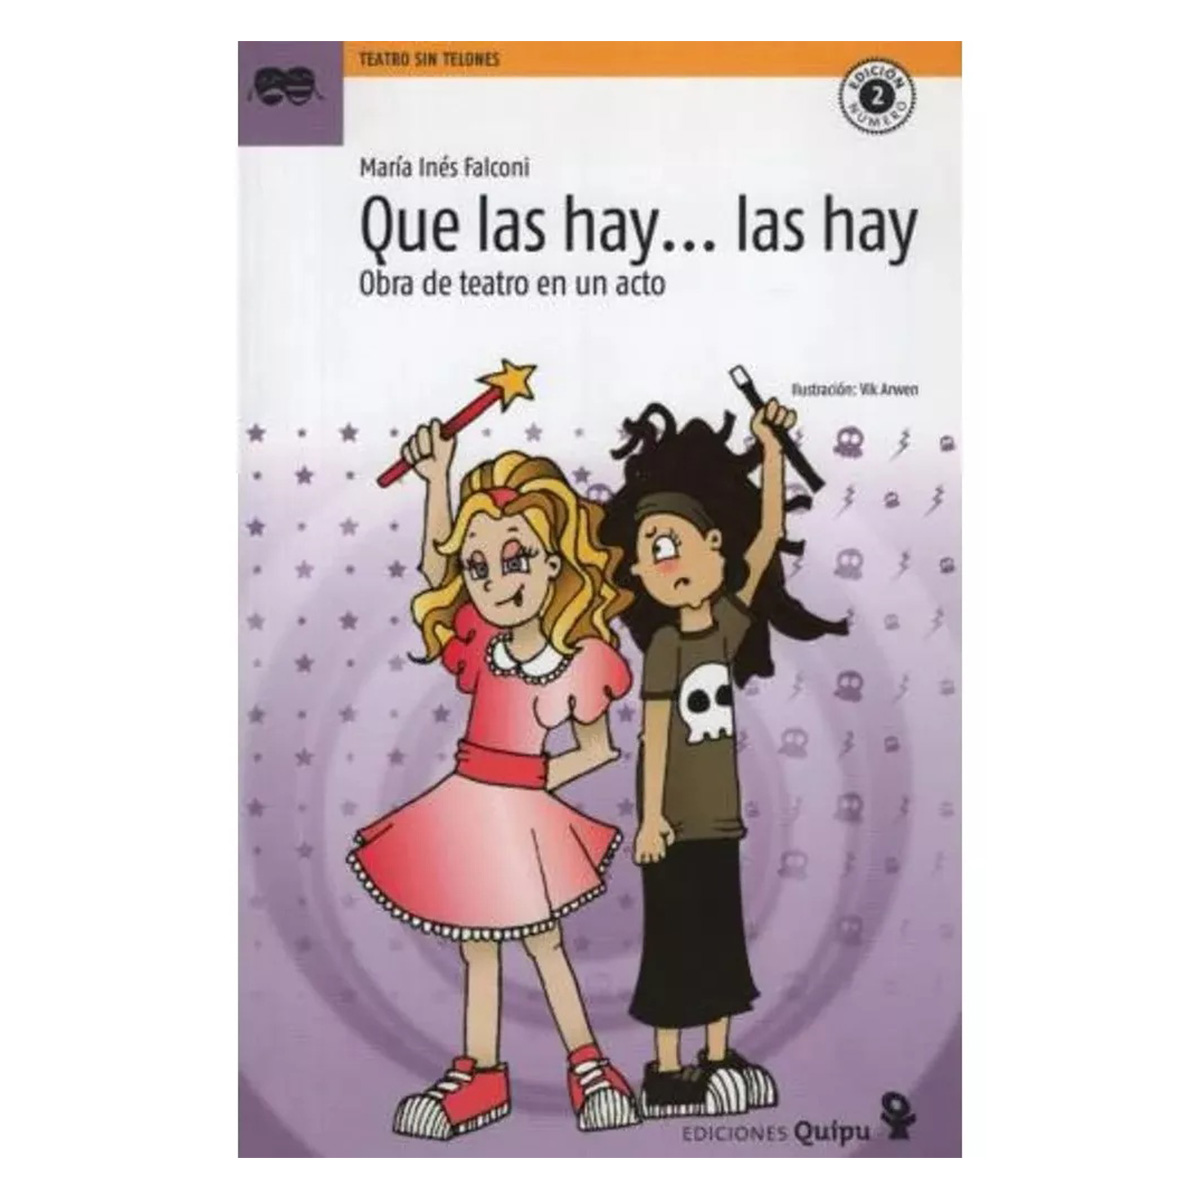 TEATRO SIN TELONES
EDICIÓN
2
NÚMERO
María Inés Falconi
Que las hay... las hay
Obra de teatro en un acto
Ilustración: Vik Arwen
EDICIONES Quipu